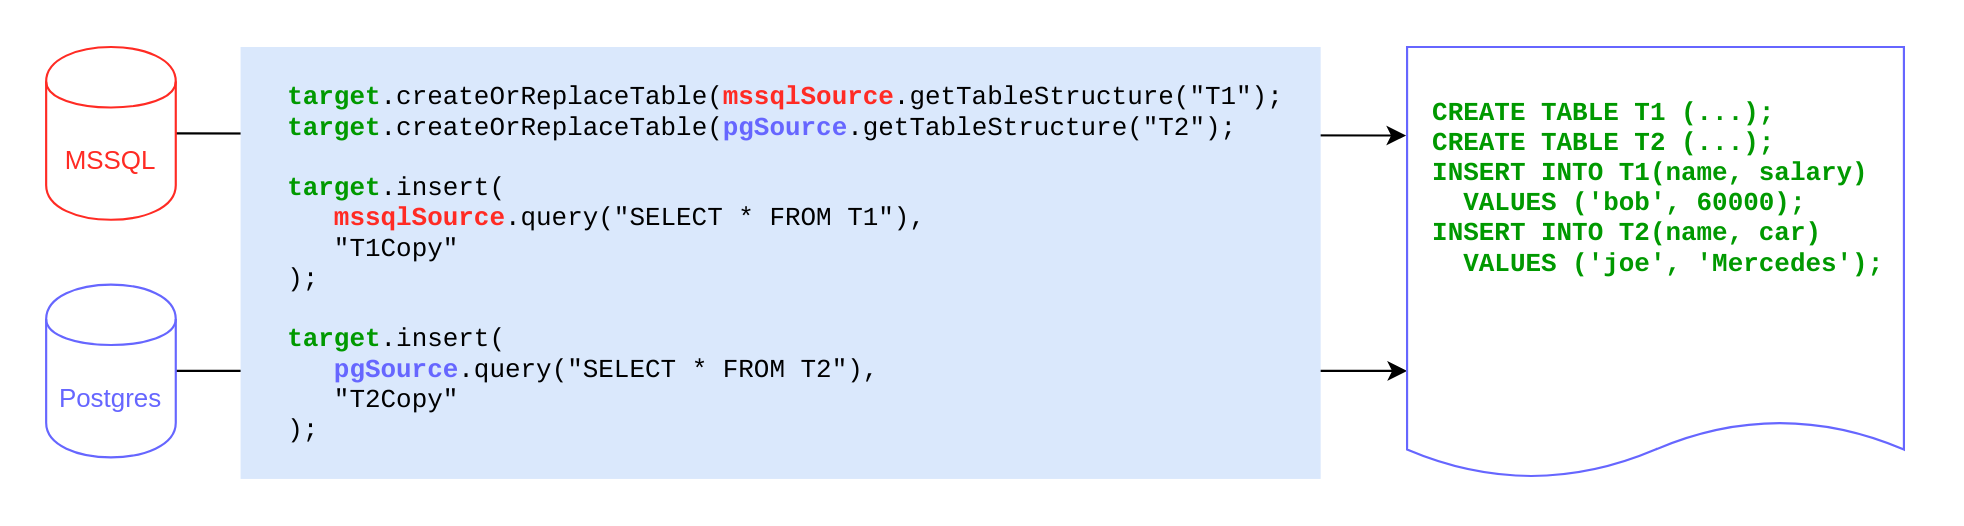 MSSQL
Postgres
target.createOrReplaceTable(mssqlSource.getTableStructure("T1");
target.createOrReplaceTable(pgSource.getTableStructure("T2");
target.insert(
mssqlSource.query("SELECT * FROM T1"),
"T1Copy"
);
target.insert(
pgSource.query("SELECT * FROM T2"),
"T2Copy"
);
CREATE TABLE T1 (...);
CREATE TABLE T2 (...);
INSERT INTO T1(name, salary)
VALUES ('bob', 60000);
INSERT INTO T2(name, car)
VALUES ('joe', 'Mercedes');